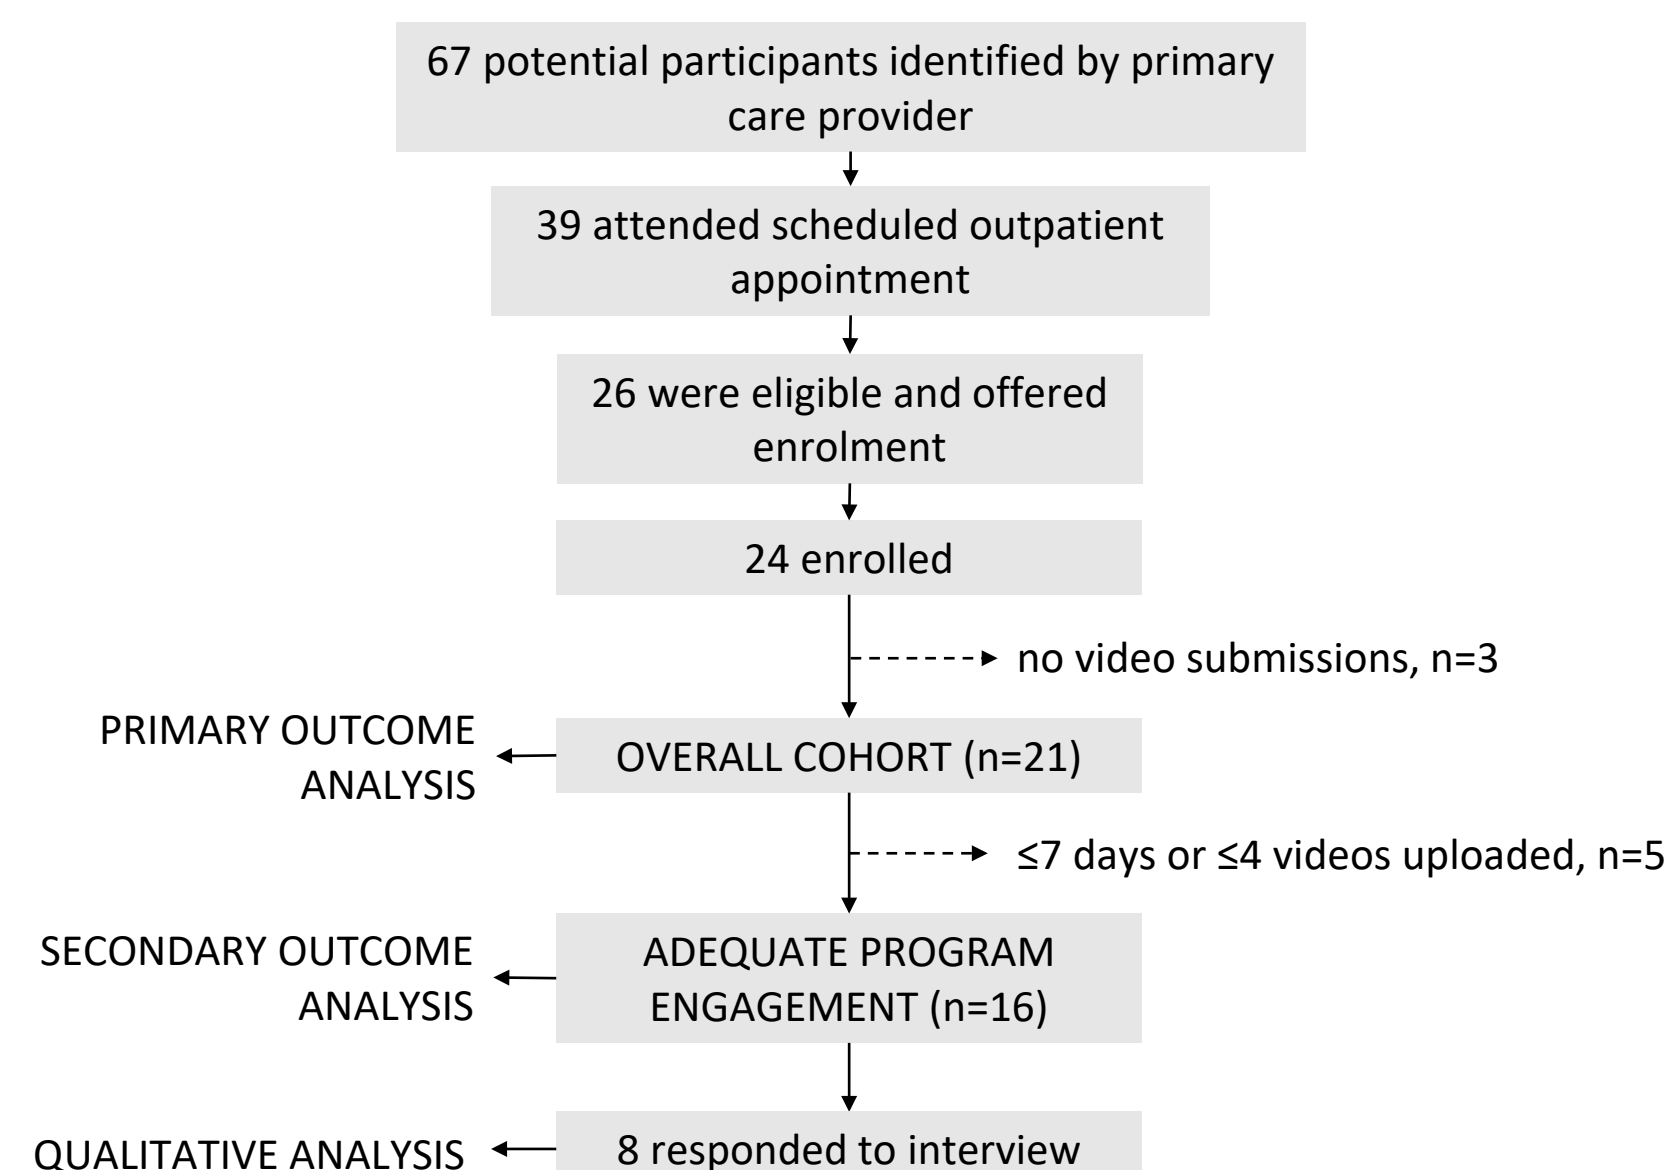 67 potential participants identified by primary
care provider
39 attended scheduled outpatient
appointment
26 were eligible and offered
enrolment
24 enrolled
no video submissions, n=3
PRIMARY OUTCOME
ANALYSIS
OVERALL COHORT (n=21)
≤7 days or ≤4 videos uploaded, n=5
SECONDARY OUTCOME
ANALYSIS
ADEQUATE PROGRAM
ENGAGEMENT (n=16)
QUALITATIVE ANALYSIS
8 responded to interview